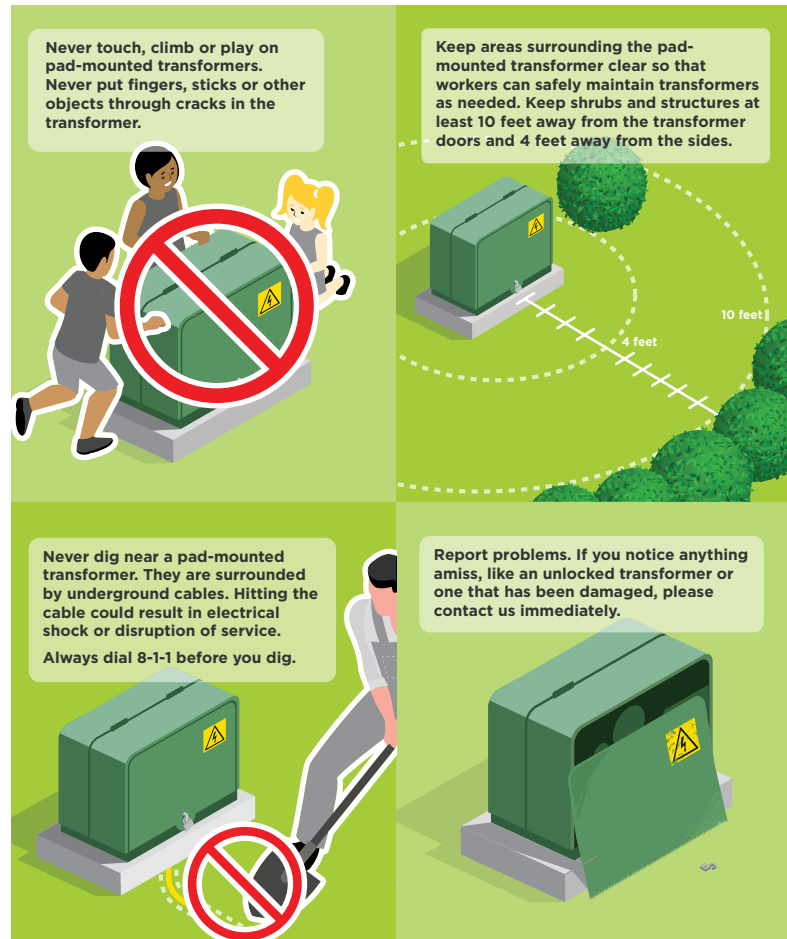 Never touch, climb or play on
pad-mounted transformers.
Never put fingers, sticks or other
objects through cracks in the
transformer.
Keep areas surrounding the pad-
mounted transformer clear so that
workers can safely maintain transformers
as needed. Keep shrubs and structures at
least 10 feet away from the transformer
doors and 4 feet away from the sides.
10 feet
4 feet
Never dig near a pad-mounted
transformer. They are surrounded
by underground cables. Hitting the
cable could result in electrical
shock or disruption of service.
Always dial 8-1-1 before you dig.
Report problems. If you notice anything
amiss, like an unlocked transformer or
one that has been damaged, please
contact us immediately.